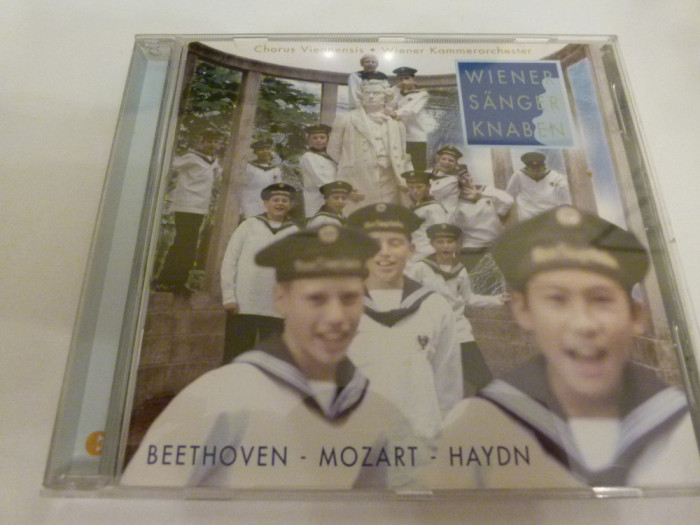 Chorus Viennensis • Wiener Kammerorchester
WIENER
SÄNGER
KNABEN
BEETHOVEN - MOZART - HAYDN